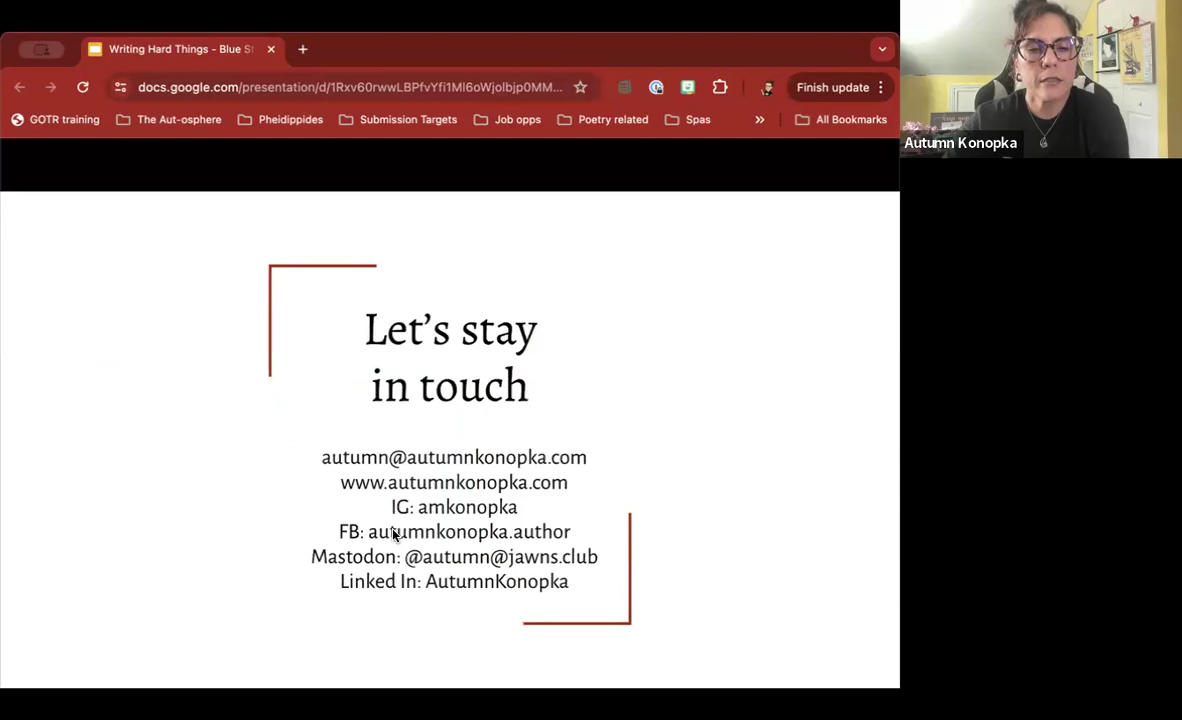 Writing Hard Things - Blue St
docs.google.com/presentation/d/1Rxv60rwwLBPfvYfi1Ml6oWjolbjp0MM...
Finish update
GOTR training
The Aut-osphere
Pheidippides
Submission Targets
Job opps
Poetry related
Spas
All Bookmarks
Autumn Konopka
Let's stay
in touch
autumn@autumnkonopka.com
www.autumnkonopka.com
IG: amkonopka
FB: autumnkonopka.author
Mastodon: @autumn@jawns.club
Linked In: AutumnKonopka